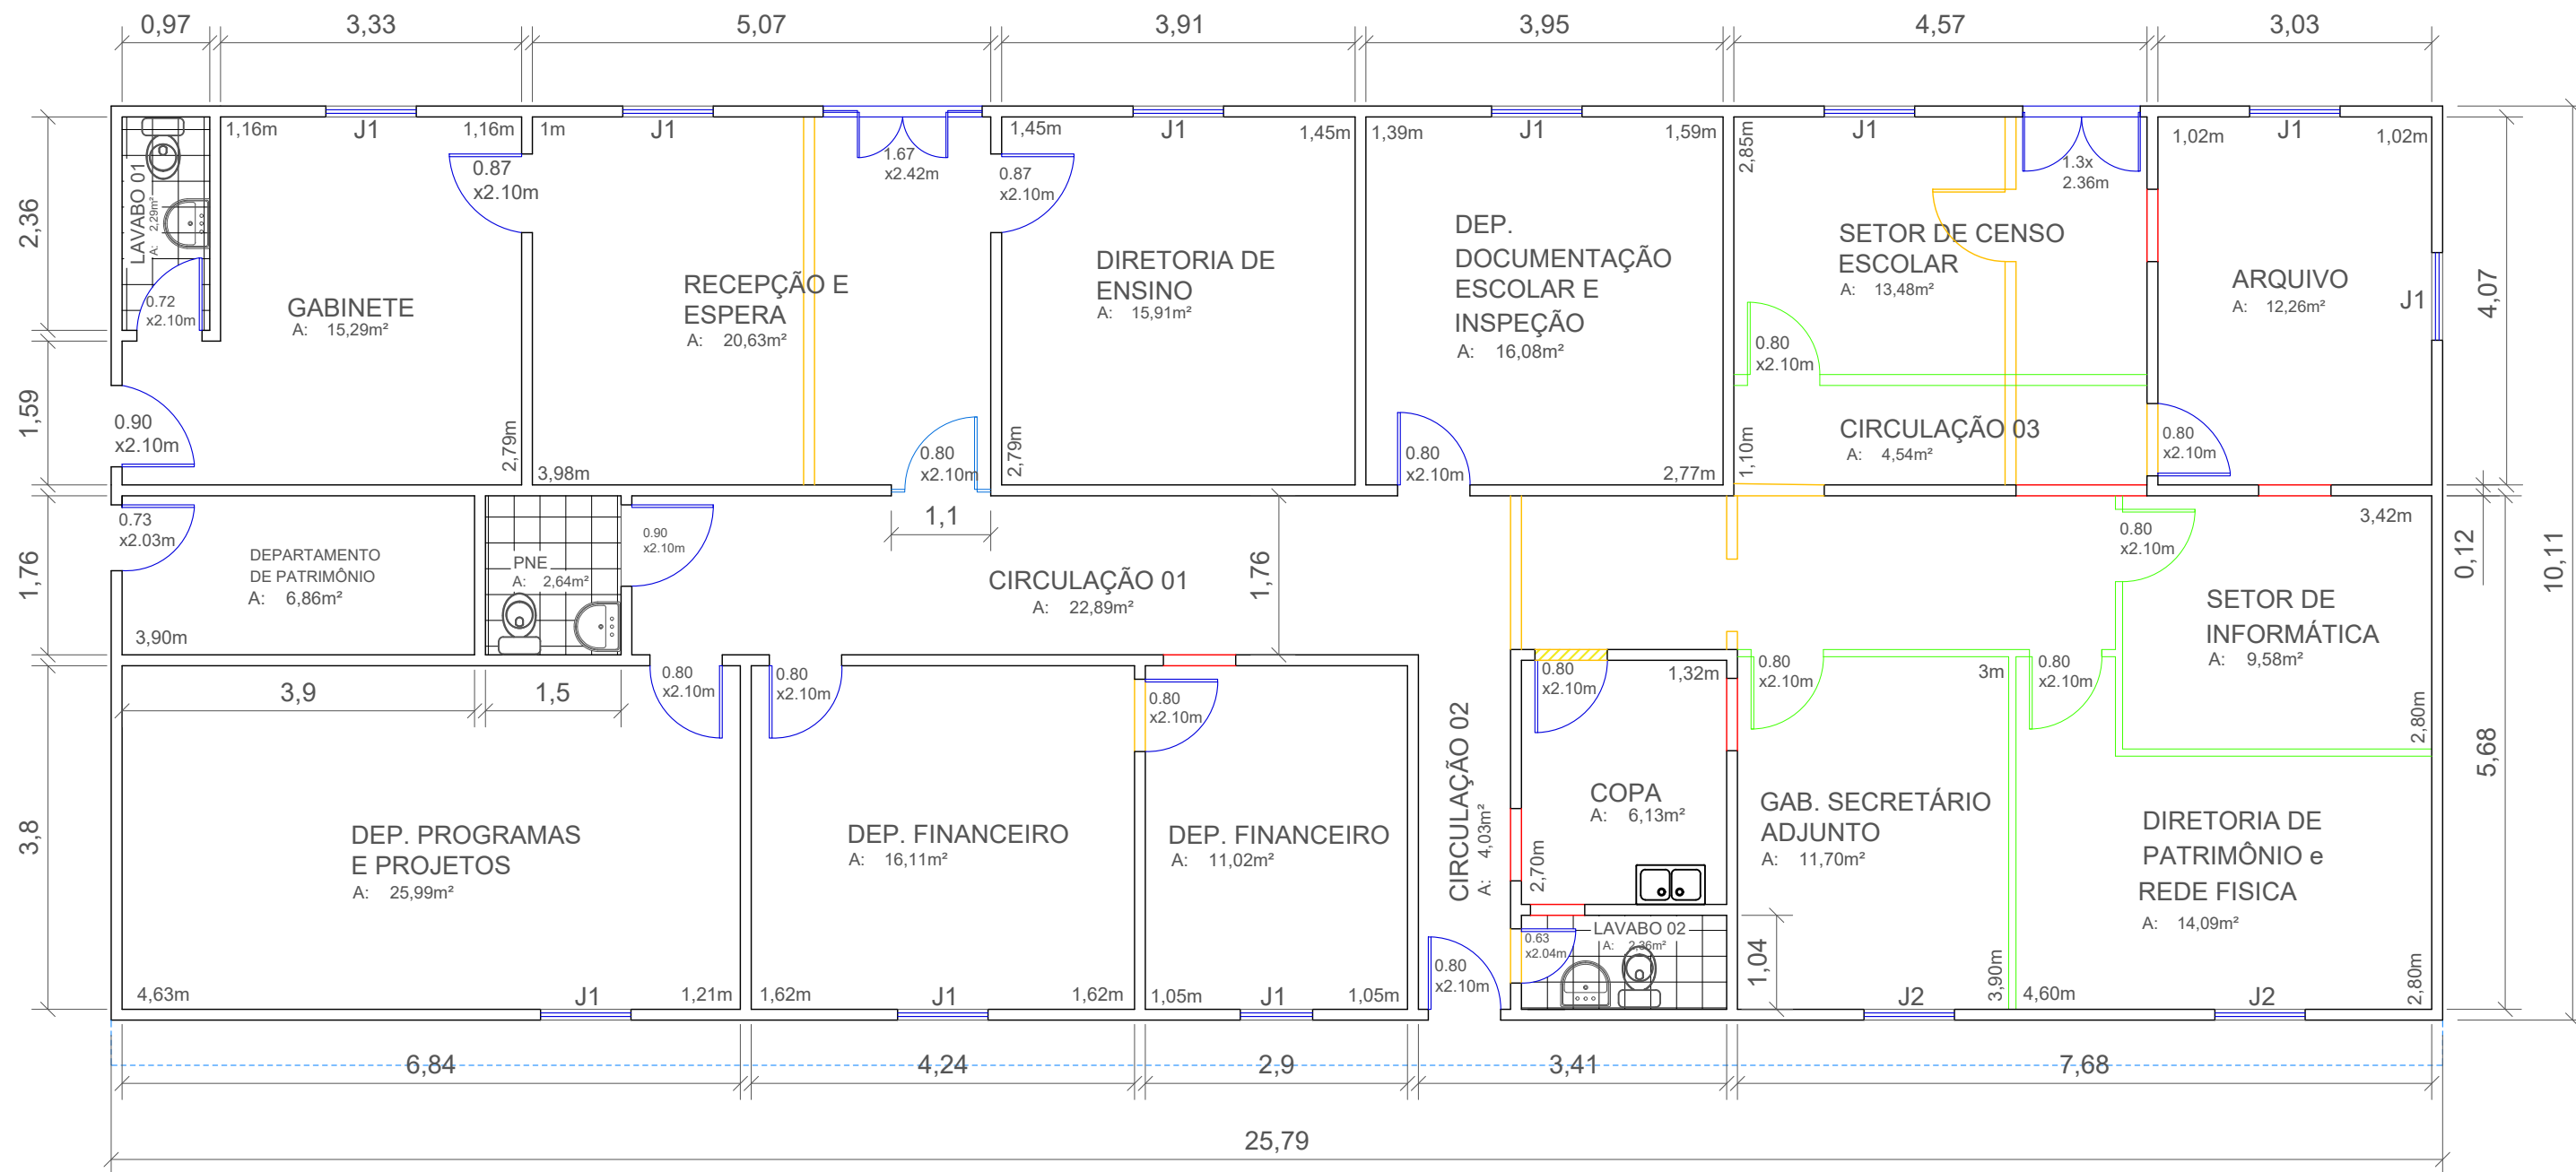 0,97
3,33
5,07
3,91
3,95
4,57
3,03
2,36
1,59
1,76
3,8
LAVABO 01
A: 2,29m²
0.72
x2.10m
1,16m
J1
1,16m
0.87
x2.10m
GABINETE
A: 15,29m²
0.90
x2.10m
2,79m
1m
J1
1.67
x2.42m
RECEPÇÃO E
ESPERA
A: 20,63m²
3,98m
0.80
x2.10m
1,1
1,45m
J1
1,45m
0.87
x2.10m
DIRETORIA DE
ENSINO
A: 15,91m²
2,79m
1,39m
J1
1,59m
DEP.
DOCUMENTAÇÃO
ESCOLAR E
INSPEÇÃO
A: 16,08m²
0.80
x2.10m
2,77m
2,85m
J1
1.3x
2.36m
SETOR DE CENSO
ESCOLAR
A: 13,48m²
0.80
x2.10m
CIRCULAÇÃO 03
A: 4,54m²
1,10m
1,02m
J1
1,02m
ARQUIVO
A: 12,26m²
J1
0.80
x2.10m
4,07
0,12
10,11
5,68
0.73
x2.03m
DEPARTAMENTO
DE PATRIMÔNIO
A: 6,86m²
3,90m
PNE
A: 2,64m²
0.90
x2.10m
CIRCULAÇÃO 01
A: 22,89m²
1,76
0.80
x2.10m
3,42m
SETOR DE
INFORMÁTICA
A: 9,58m²
2,80m
3,9
1,5
0.80
x2.10m
DEP. PROGRAMAS
E PROJETOS
A: 25,99m²
4,63m
J1
1,21m
0.80
x2.10m
DEP. FINANCEIRO
A: 16,11m²
1,62m
J1
1,62m
0.80
x2.10m
DEP. FINANCEIRO
A: 11,02m²
1,05m
J1
1,05m
CIRCULAÇÃO 02
A: 4,03m²
0.80
x2.10m
0.80
x2.10m
1,32m
COPA
A: 6,13m²
2,70m
LAVABO 02
A: 2,36m²
0.63
x2.04m
1,04
0.80
x2.10m
3m
GAB. SECRETÁRIO
ADJUNTO
A: 11,70m²
J2
3,90m
0.80
x2.10m
DIRETORIA DE
PATRIMÔNIO e
REDE FISICA
A: 14,09m²
4,60m
J2
2,80m
6,84
4,24
2,9
3,41
7,68
25,79